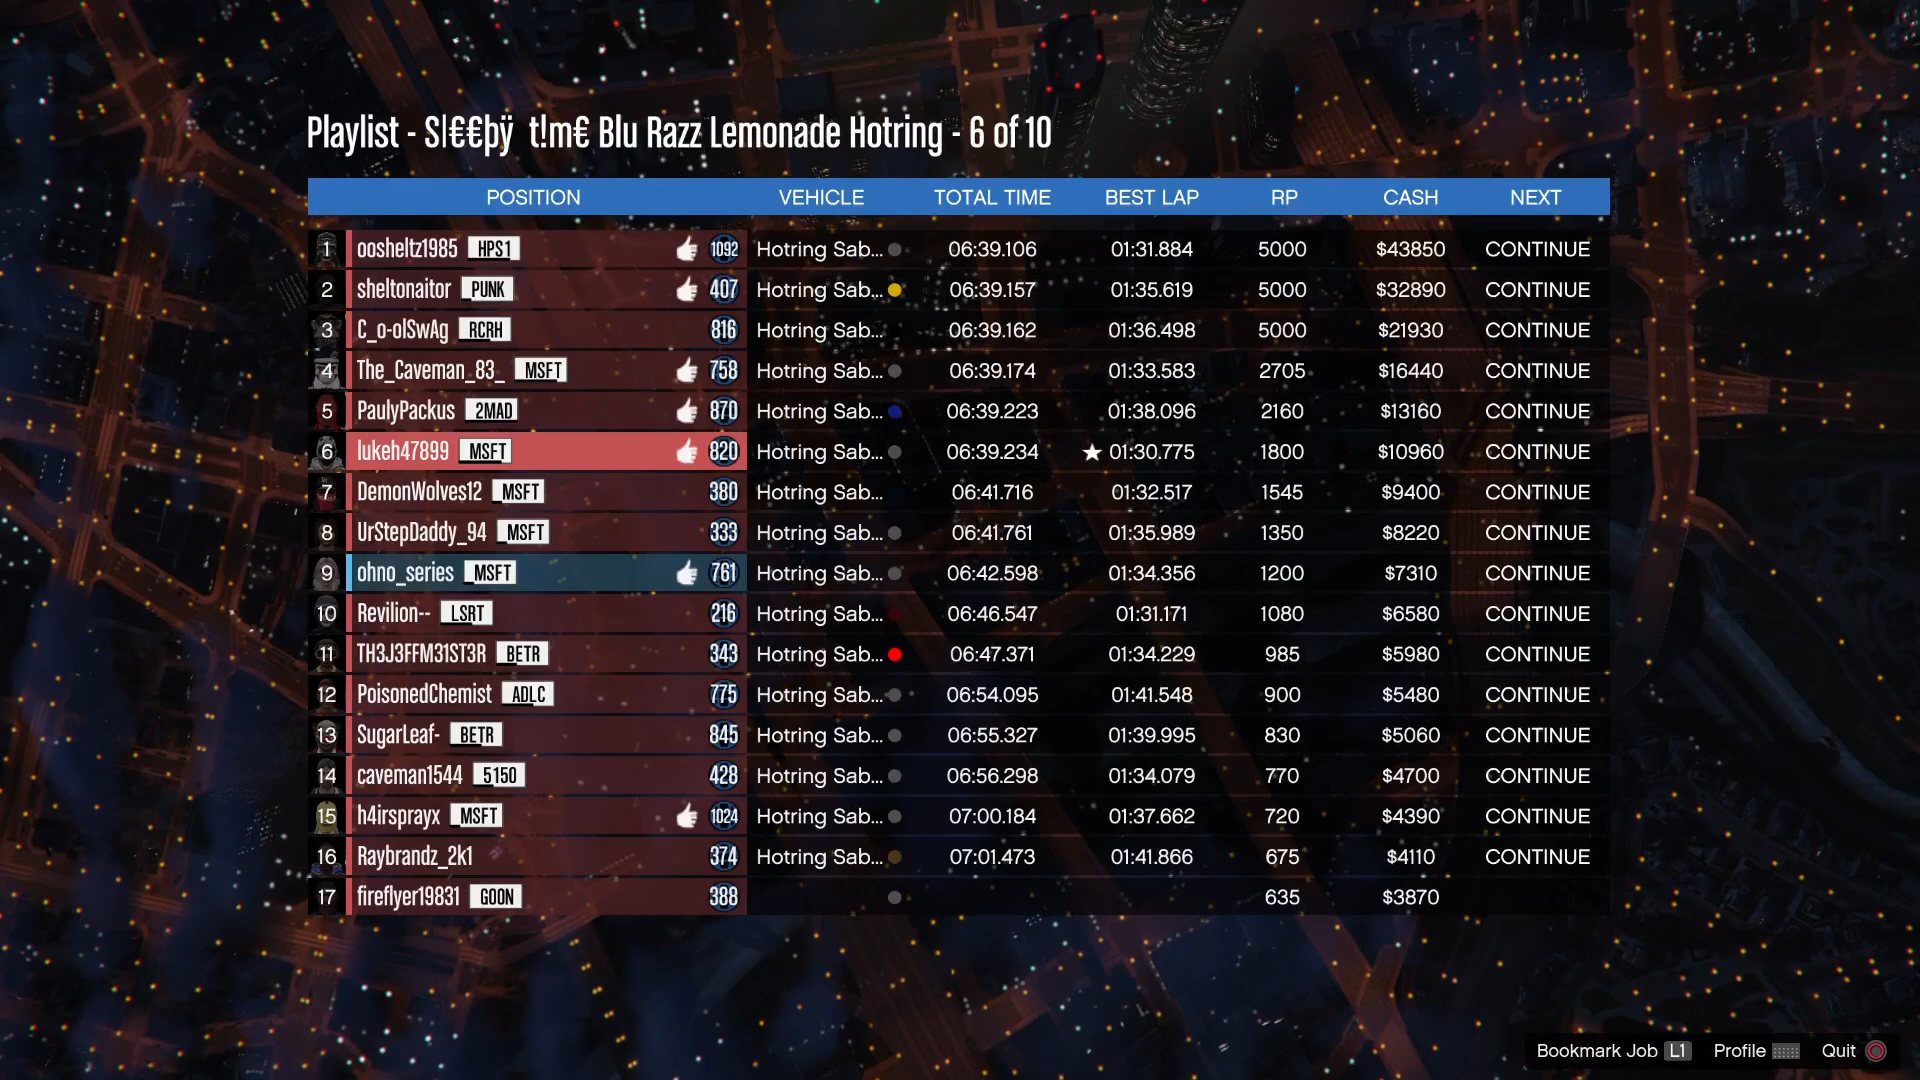 Playlist - Sl€€þÿ t!m€ Blu Razz Lemonade Hotring - 6 of 10
POSITION VEHICLE TOTAL TIME BEST LAP RP CASH NEXT
1 oosheltz1985 HPS1 1092 Hotring Sab... 06:39.106 01:31.884 5000 $43850 CONTINUE
2 sheltonaitor PUNK 407 Hotring Sab... 06:39.157 01:35.619 5000 $32890 CONTINUE
3 C_o-olSwAg RCRH 816 Hotring Sab... 06:39.162 01:36.498 5000 $21930 CONTINUE
4 The_Caveman_83_ MSFT 758 Hotring Sab... 06:39.174 01:33.583 2705 $16440 CONTINUE
5 PaulyPackus 2MAD 870 Hotring Sab... 06:39.223 01:38.096 2160 $13160 CONTINUE
6 lukeh47899 MSFT 820 Hotring Sab... 06:39.234 01:30.775 1800 $10960 CONTINUE
7 DemonWolves12 MSFT 380 Hotring Sab... 06:41.716 01:32.517 1545 $9400 CONTINUE
8 UrStepDaddy_94 MSFT 333 Hotring Sab... 06:41.761 01:35.989 1350 $8220 CONTINUE
9 ohno_series MSFT 761 Hotring Sab... 06:42.598 01:34.356 1200 $7310 CONTINUE
10 Revilion-- LSRT 216 Hotring Sab... 06:46.547 01:31.171 1080 $6580 CONTINUE
11 TH3J3FFM31ST3R BETR 343 Hotring Sab... 06:47.371 01:34.229 985 $5980 CONTINUE
12 PoisonedChemist ADLC 775 Hotring Sab... 06:54.095 01:41.548 900 $5480 CONTINUE
13 SugarLeaf- BETR 845 Hotring Sab... 06:55.327 01:39.995 830 $5060 CONTINUE
14 caveman1544 5150 428 Hotring Sab... 06:56.298 01:34.079 770 $4700 CONTINUE
15 h4irsprayx MSFT 1024 Hotring Sab... 07:00.184 01:37.662 720 $4390 CONTINUE
16 Raybrandz_2k1 374 Hotring Sab... 07:01.473 01:41.866 675 $4110 CONTINUE
17 fireflyer19831 GOON 388 635 $3870
Bookmark Job L1 Profile Quit